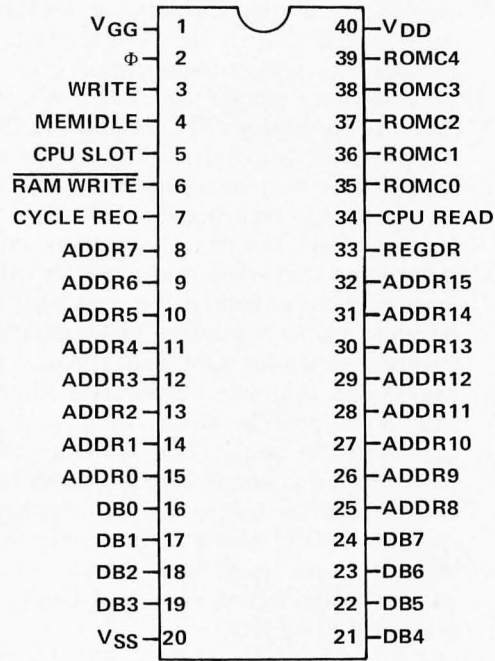 VGG 1 40 VDD
Φ 2 39 ROMC4
WRITE 3 38 ROMC3
MEMIDLE 4 37 ROMC2
CPU SLOT 5 36 ROMC1
RAM WRITE 6 35 ROMC0
CYCLE REQ 7 34 CPU READ
ADDR7 8 33 REGDR
ADDR6 9 32 ADDR15
ADDR5 10 31 ADDR14
ADDR4 11 30 ADDR13
ADDR3 12 29 ADDR12
ADDR2 13 28 ADDR11
ADDR1 14 27 ADDR10
ADDR0 15 26 ADDR9
DB0 16 25 ADDR8
DB1 17 24 DB7
DB2 18 23 DB6
DB3 19 22 DB5
VSS 20 21 DB4